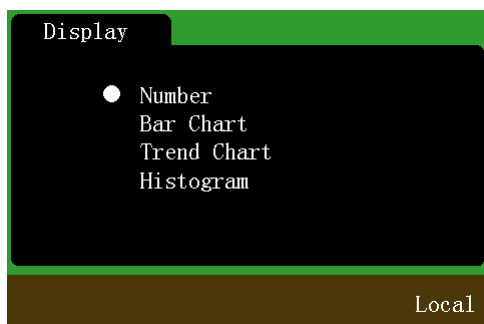 Display
Number
Bar Chart
Trend Chart
Histogram
Local